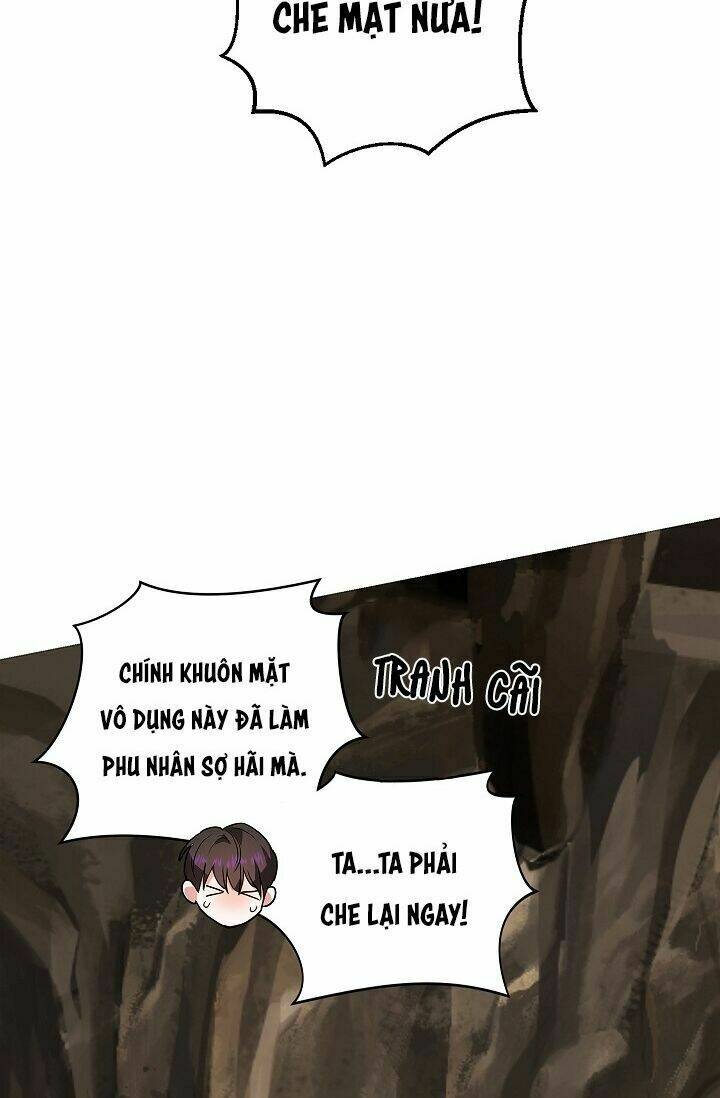 CHE MẶT NỮA!
CHÍNH KHUÔN MẶT
VÔ DỤNG NÀY ĐÃ LÀM
PHU NHÂN SỢ HÃI MÀ.
TRANH CÃI
TA...TA PHẢI
CHE LẠI NGAY!